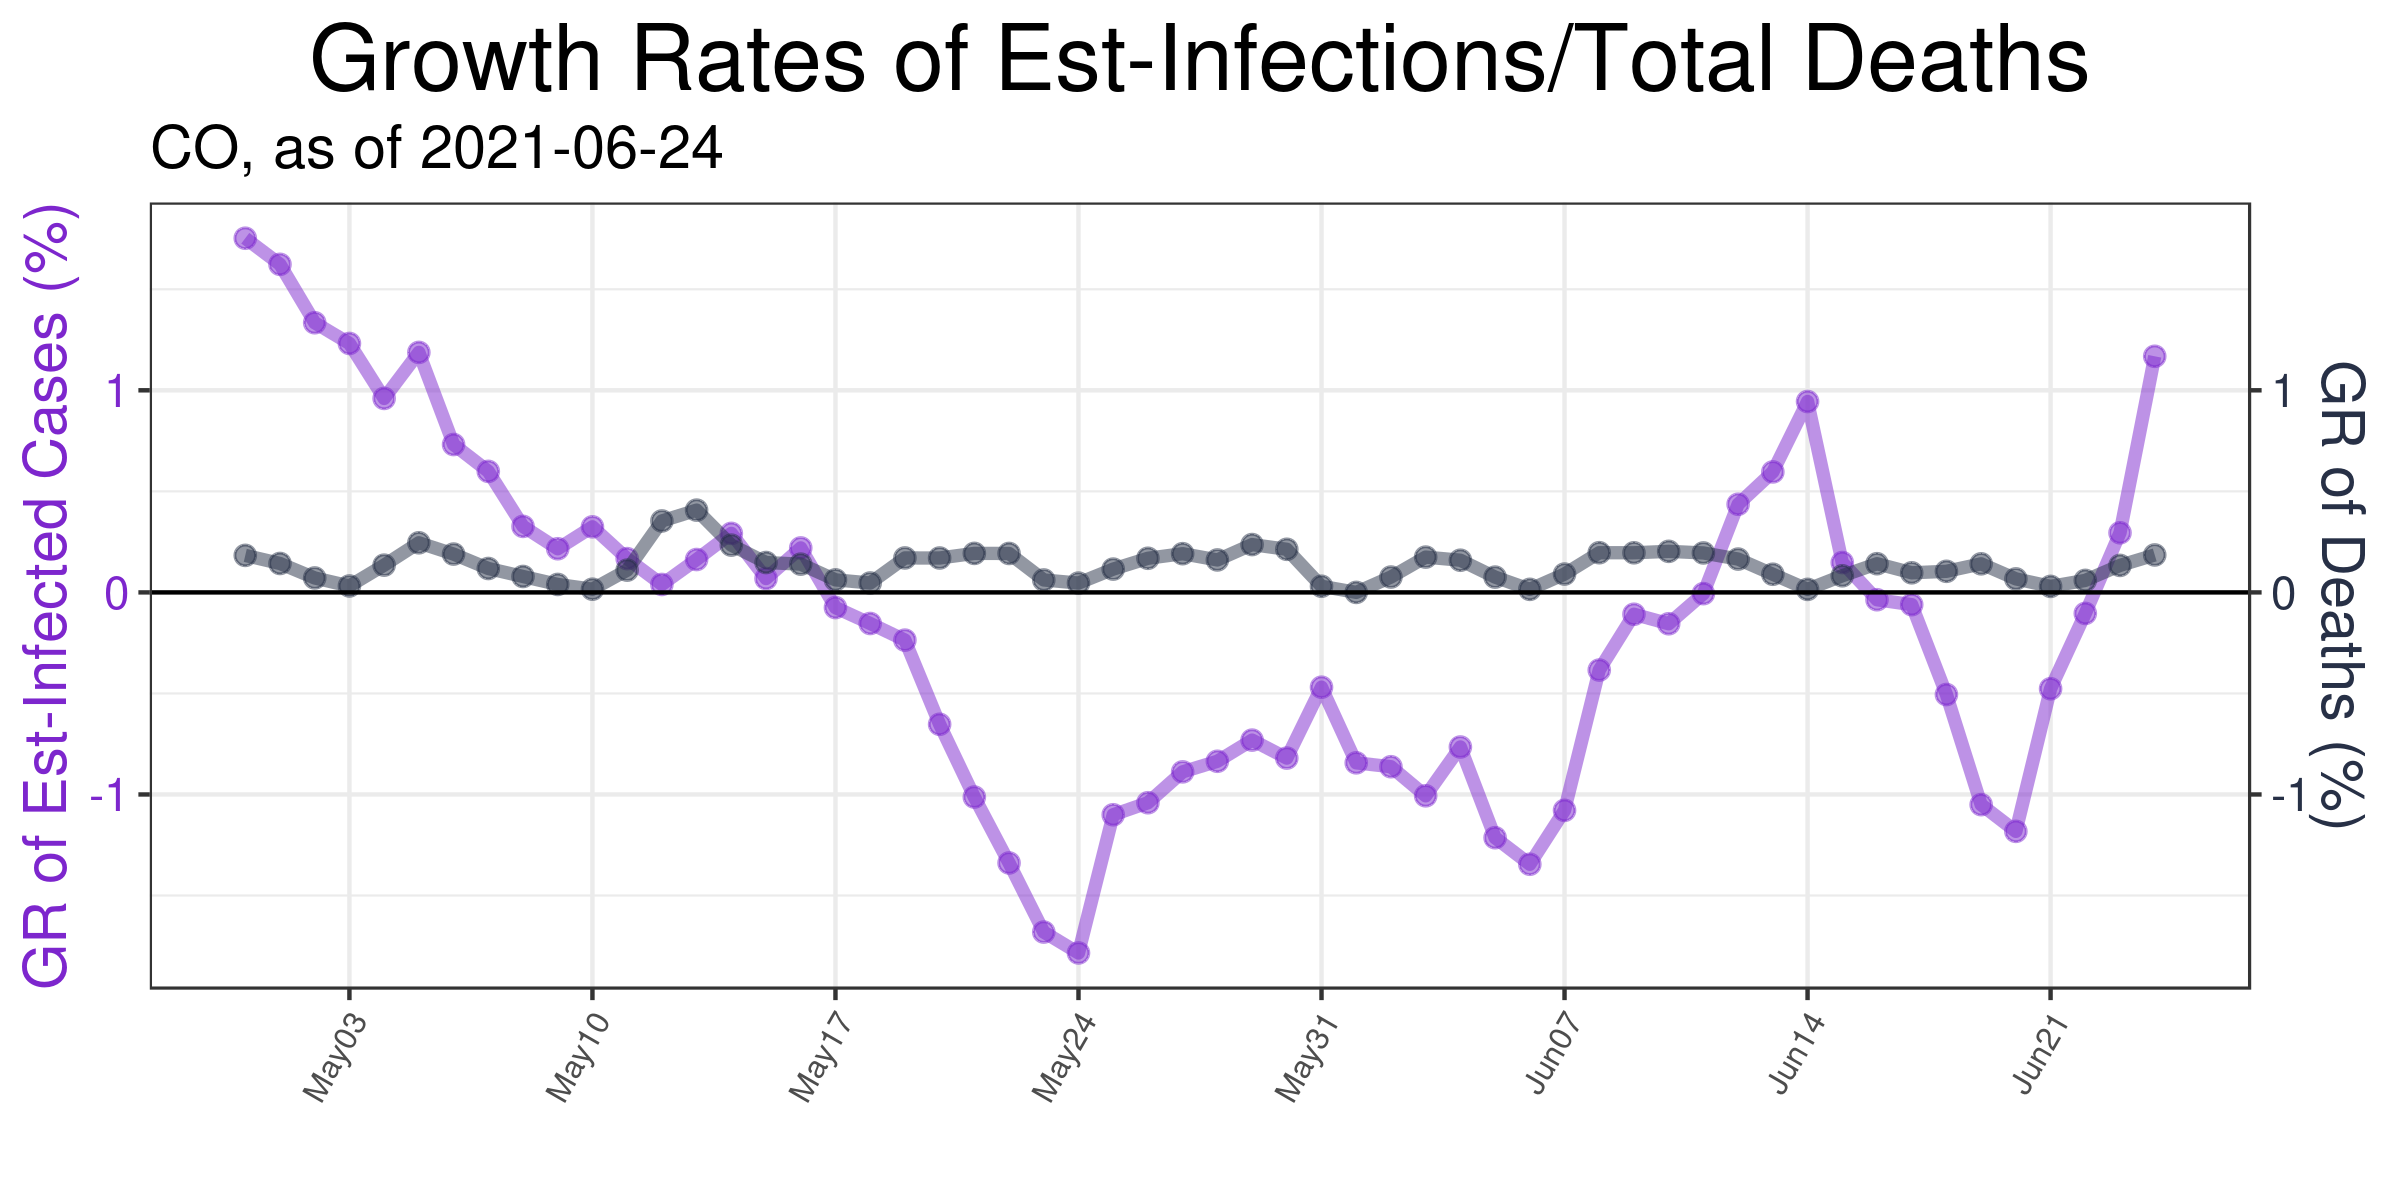 Growth Rates of Est-Infections/Total Deaths
CO, as of 2021-06-24
GR of Est-Infected Cases (%)
1
0
-1
1
0
-1
GR of Deaths (%)
May03
May10
May17
May24
May31
Jun07
Jun14
Jun21